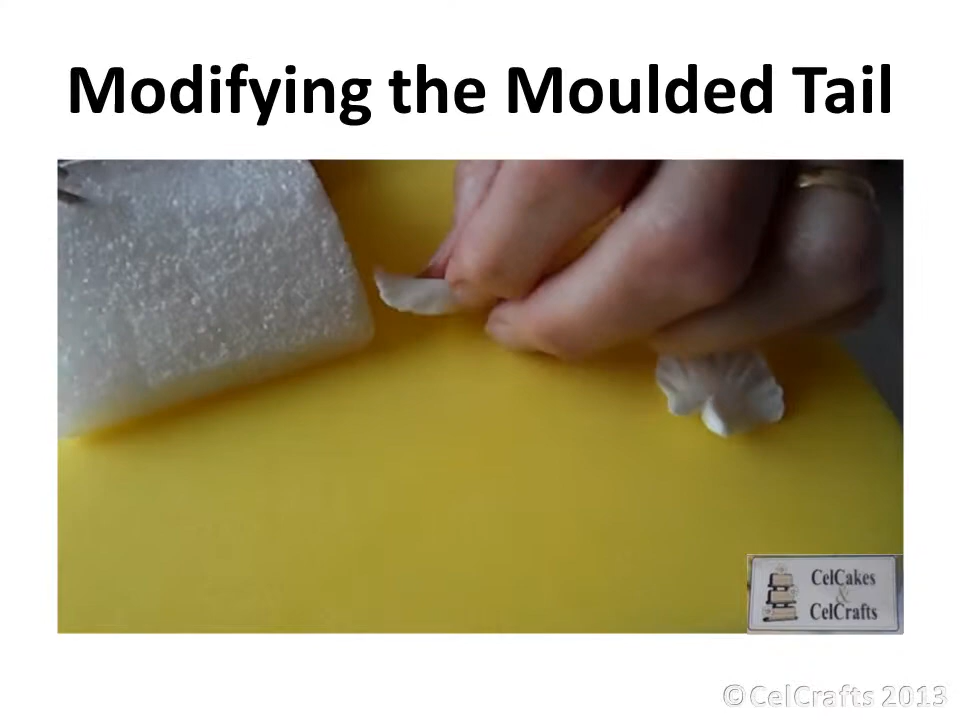 Modifying the Moulded Tail
CelCakes
&
CelCrafts
©CelCrafts 2013